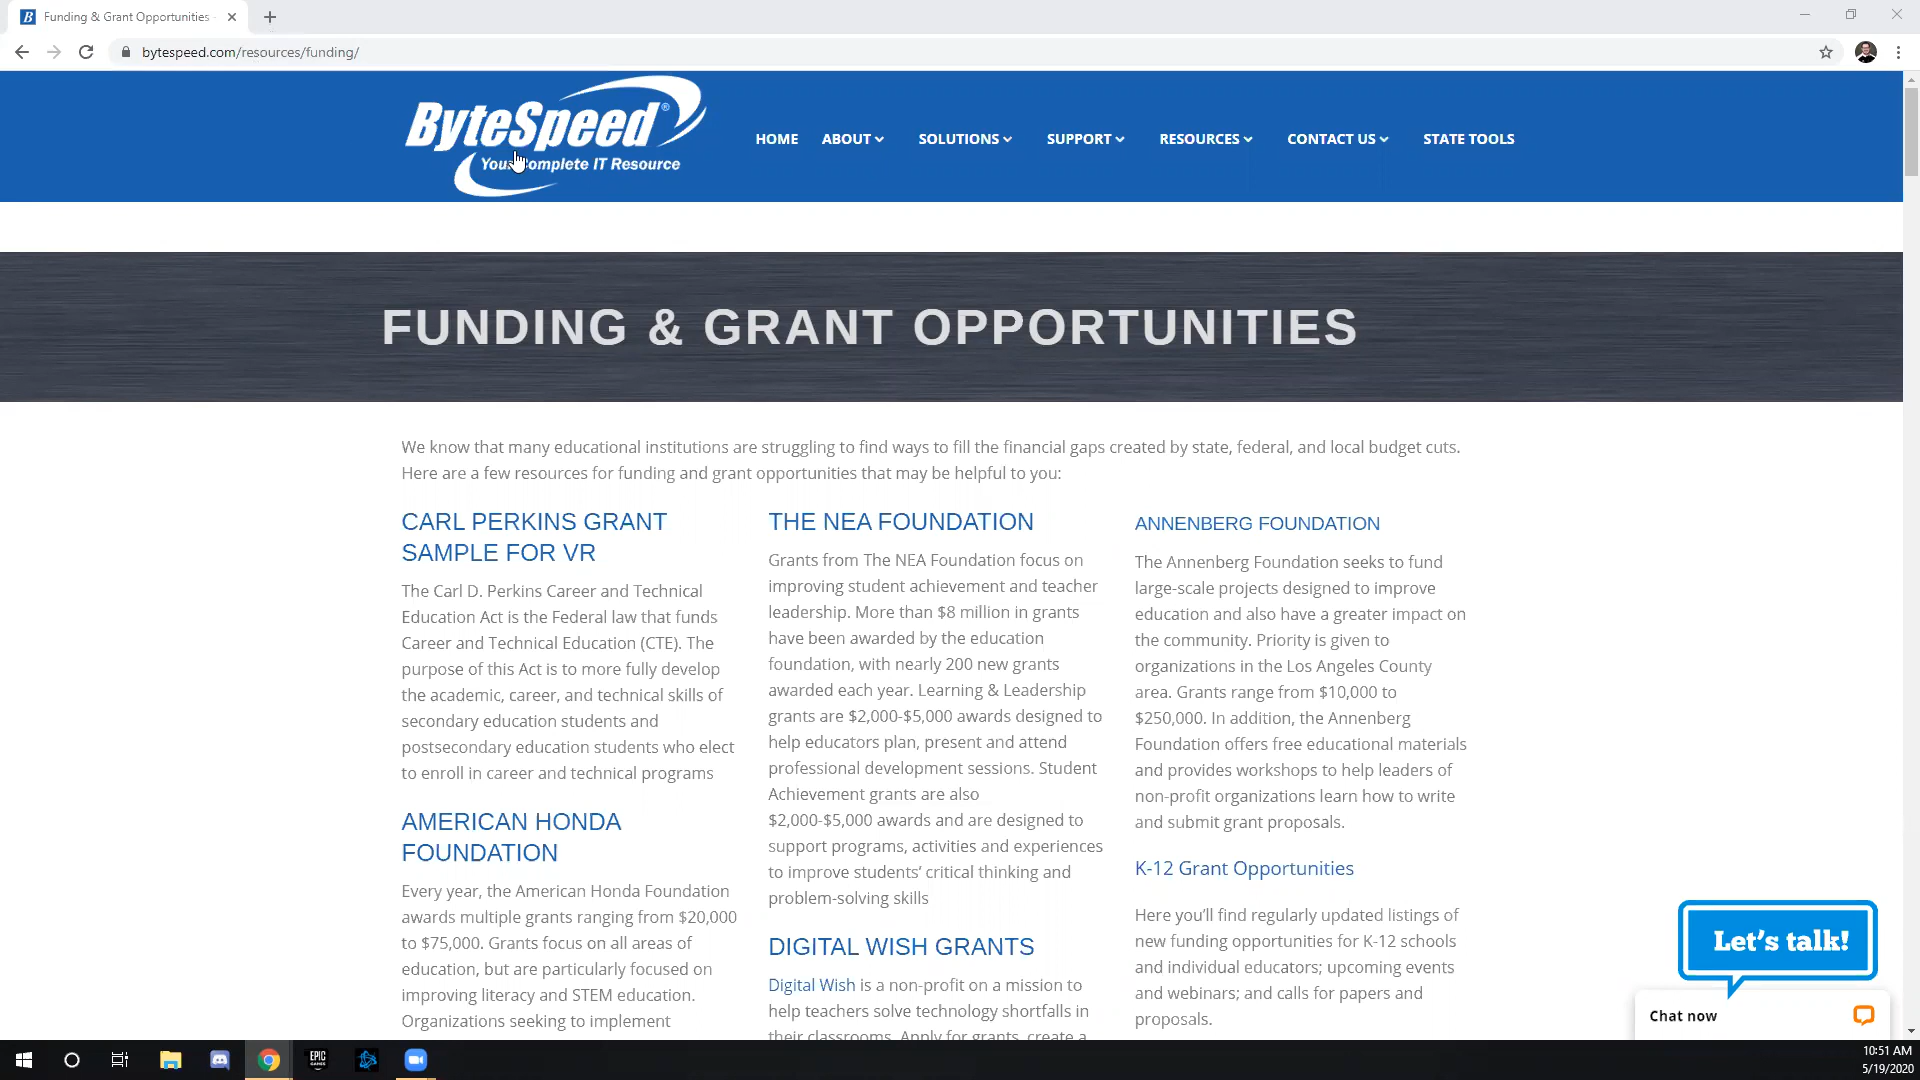 Funding & Grant Opportunities
bytespeed.com/resources/funding/
ByteSpeed®
Your Complete IT Resource
HOME ABOUT SOLUTIONS SUPPORT RESOURCES CONTACT US STATE TOOLS
FUNDING & GRANT OPPORTUNITIES
We know that many educational institutions are struggling to find ways to fill the financial gaps created by state, federal, and local budget cuts.
Here are a few resources for funding and grant opportunities that may be helpful to you:
CARL PERKINS GRANT
SAMPLE FOR VR
The Carl D. Perkins Career and Technical
Education Act is the Federal law that funds
Career and Technical Education (CTE). The
purpose of this Act is to more fully develop
the academic, career, and technical skills of
secondary education students and
postsecondary education students who elect
to enroll in career and technical programs
AMERICAN HONDA
FOUNDATION
Every year, the American Honda Foundation
awards multiple grants ranging from $20,000
to $75,000. Grants focus on all areas of
education, but are particularly focused on
improving literacy and STEM education.
Organizations seeking to implement
THE NEA FOUNDATION
Grants from The NEA Foundation focus on
improving student achievement and teacher
leadership. More than $8 million in grants
have been awarded by the education
foundation, with nearly 200 new grants
awarded each year. Learning & Leadership
grants are $2,000-$5,000 awards designed to
help educators plan, present and attend
professional development sessions. Student
Achievement grants are also
$2,000-$5,000 awards and are designed to
support programs, activities and experiences
to improve students’ critical thinking and
problem-solving skills
DIGITAL WISH GRANTS
Digital Wish is a non-profit on a mission to
help teachers solve technology shortfalls in
their classrooms. Apply for grants, create a
ANNENBERG FOUNDATION
The Annenberg Foundation seeks to fund
large-scale projects designed to improve
education and also have a greater impact on
the community. Priority is given to
organizations in the Los Angeles County
area. Grants range from $10,000 to
$250,000. In addition, the Annenberg
Foundation offers free educational materials
and provides workshops to help leaders of
non-profit organizations learn how to write
and submit grant proposals.
K-12 Grant Opportunities
Here you’ll find regularly updated listings of
new funding opportunities for K-12 schools
and individual educators; upcoming events
and webinars; and calls for papers and
proposals.
Let’s talk!
Chat now
EPIC
GAMES
10:51 AM
5/19/2020